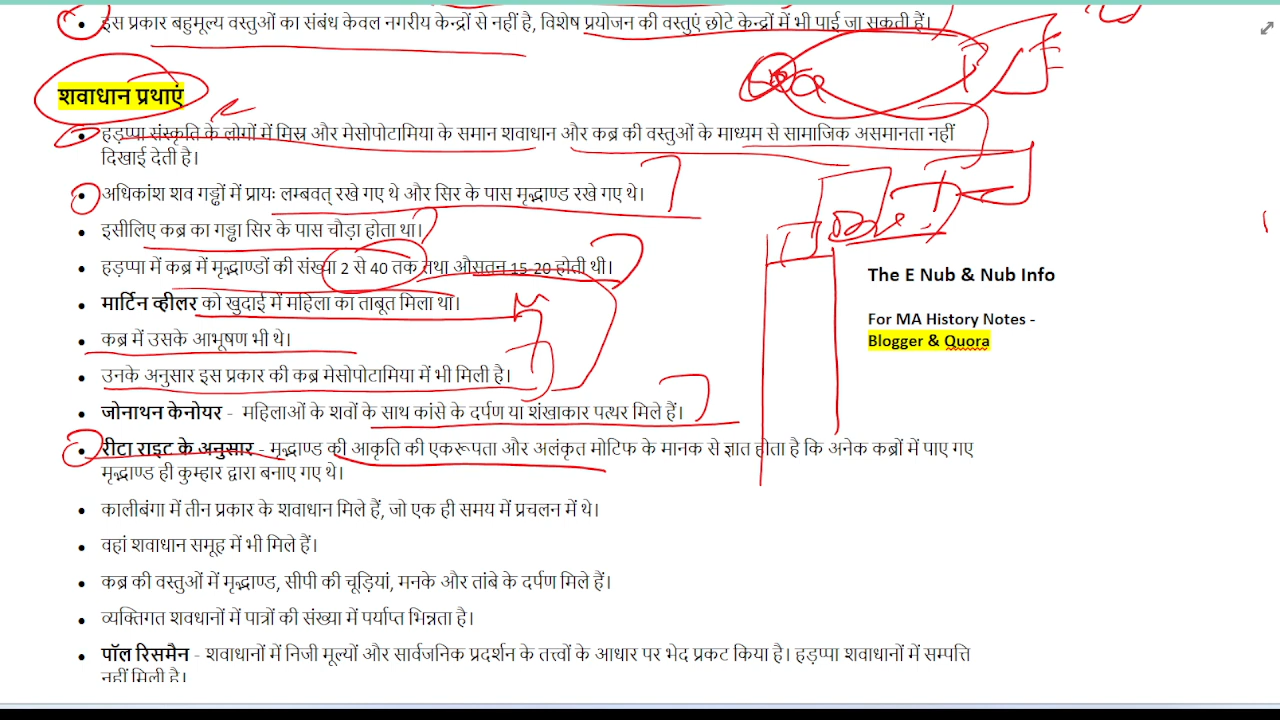 इस प्रकार बहुमूल्य वस्तुओं का संबंध केवल नगरीय केन्द्रों से नहीं है, विशेष प्रयोजन की वस्तुएं छोटे केन्द्रों में भी पाई जा सकती हैं।
शवाधान प्रथाएं
हड़प्पा संस्कृति के लोगों में मिस्र और मेसोपोटामिया के समान शवाधान और कब्र की वस्तुओं के माध्यम से सामाजिक असमानता नहीं
दिखाई देती है।
अधिकांश शव गड्ढों में प्रायः लम्बवत् रखे गए थे और सिर के पास मृद्भाण्ड रखे गए थे।
इसीलिए कब्र का गड्ढा सिर के पास चौड़ा होता था।
हड़प्पा में कब्र में मृद्भाण्डों की संख्या 2 से 40 तक तथा औसतन 15-20 होती थी।
मार्टिन व्हीलर को खुदाई में महिला का ताबूत मिला था।
कब्र में उसके आभूषण भी थे।
उनके अनुसार इस प्रकार की कब्र मेसोपोटामिया में भी मिली है।
जोनाथन केनोयर - महिलाओं के शवों के साथ कांसे के दर्पण या शंखाकार पत्थर मिले हैं।
रीटा राइट के अनुसार - मृद्भाण्ड की आकृति की एकरूपता और अलंकृत मोटिफ के मानक से ज्ञात होता है कि अनेक कब्रों में पाए गए
मृद्भाण्ड ही कुम्हार द्वारा बनाए गए थे।
कालीबंगा में तीन प्रकार के शवाधान मिले हैं, जो एक ही समय में प्रचलन में थे।
वहां शवाधान समूह में भी मिले हैं।
कब्र की वस्तुओं में मृद्भाण्ड, सीपी की चूड़ियां, मनके और तांबे के दर्पण मिले हैं।
व्यक्तिगत शवधानों में पात्रों की संख्या में पर्याप्त भिन्नता है।
पॉल रिसमैन - शवाधानों में निजी मूल्यों और सार्वजनिक प्रदर्शन के तत्त्वों के आधार पर भेद प्रकट किया है। हड़प्पा शवाधानों में सम्पत्ति
नहीं मिली है।
The E Nub & Nub Info
For MA History Notes -
Blogger & Quora